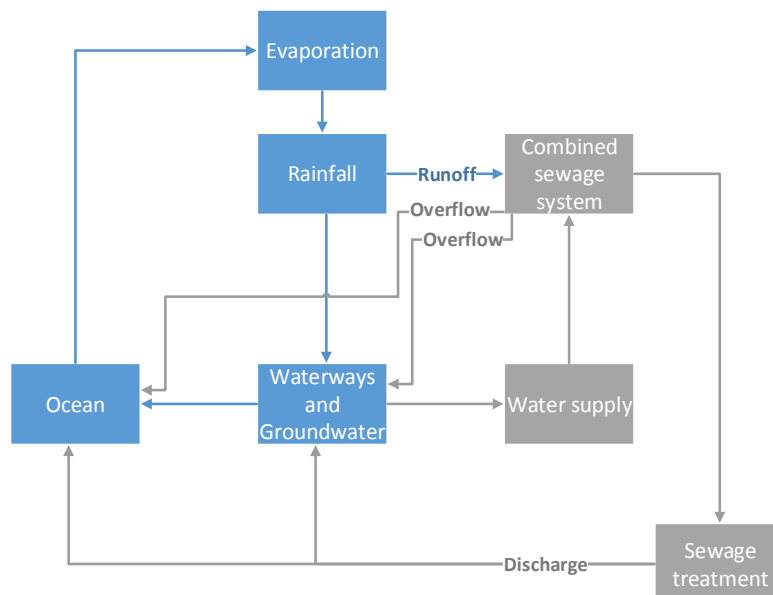 Evaporation
Rainfall
Runoff
Combined
sewage
system
Overflow
Overflow
Ocean
Waterways
and
Groundwater
Water supply
Discharge
Sewage
treatment